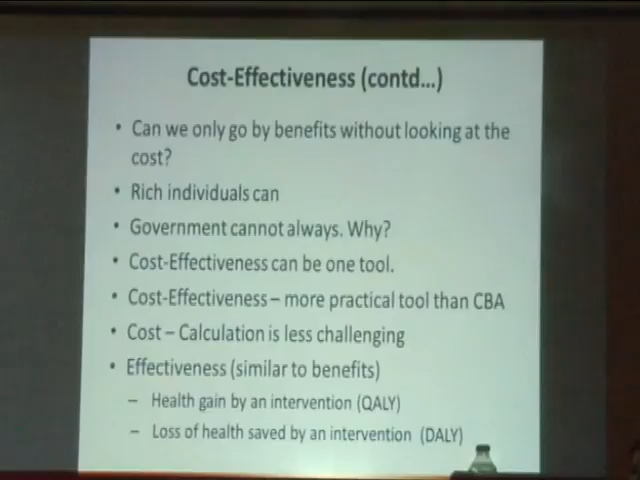 Cost-Effectiveness (contd...)
• Can we only go by benefits without looking at the
cost?
• Rich individuals can
• Government cannot always. Why?
• Cost-Effectiveness can be one tool.
• Cost-Effectiveness – more practical tool than CBA
• Cost – Calculation is less challenging
• Effectiveness (similar to benefits)
– Health gain by an intervention (QALY)
– Loss of health saved by an intervention (DALY)